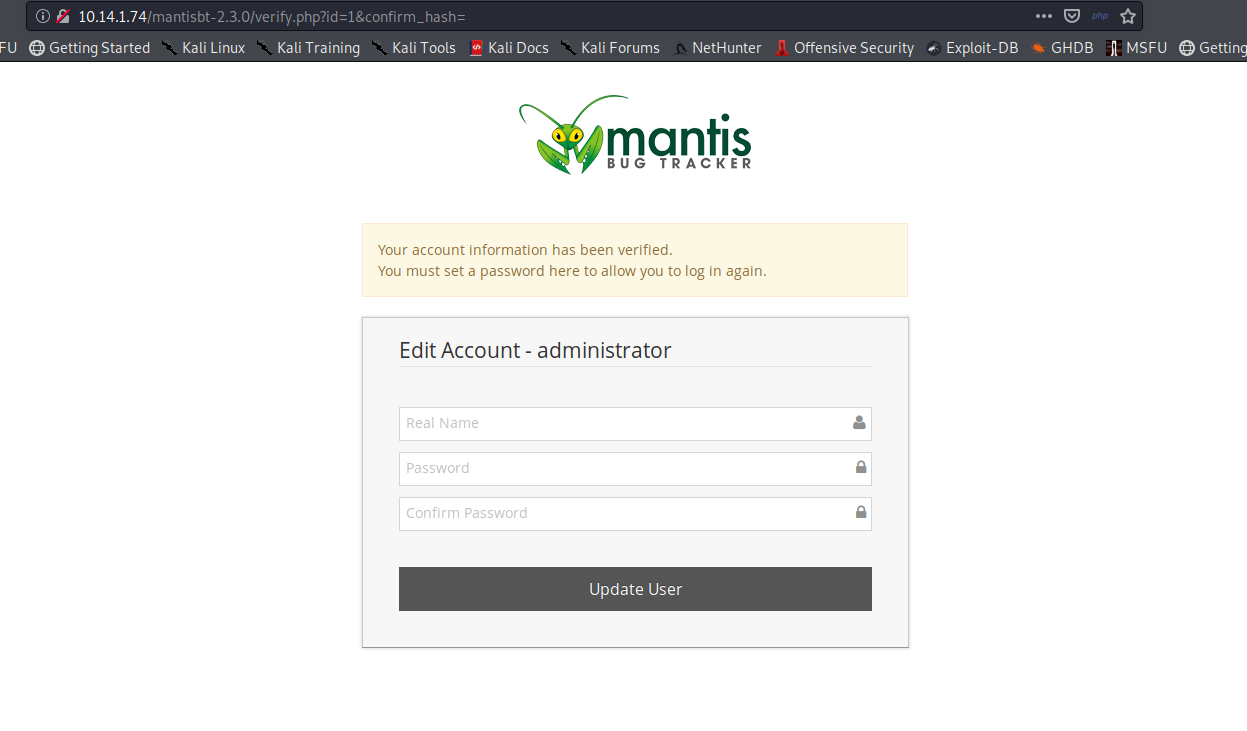 10.14.1.74/mantisbt-2.3.0/verify.php?id=1&confirm_hash=
php
FU Getting Started Kali Linux Kali Training Kali Tools Kali Docs Kali Forums NetHunter Offensive Security Exploit-DB GHDB MSFU Getting
mantis
BUG TRACKER
Your account information has been verified.
You must set a password here to allow you to log in again.
Edit Account - administrator
Real Name
Password
Confirm Password
Update User